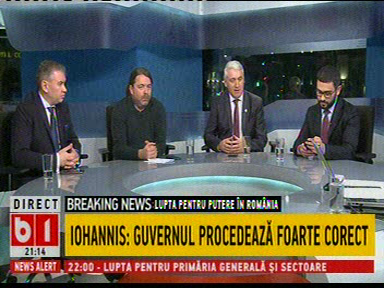 DIRECT
BREAKING NEWS LUPTA PENTRU PUTERE ÎN ROMÂNIA
b1
IOHANNIS: GUVERNUL PROCEDEAZĂ FOARTE CORECT
21:14
NEWS ALERT 22:00 - LUPTA PENTRU PRIMĂRIA GENERALĂ ȘI SECTOARE